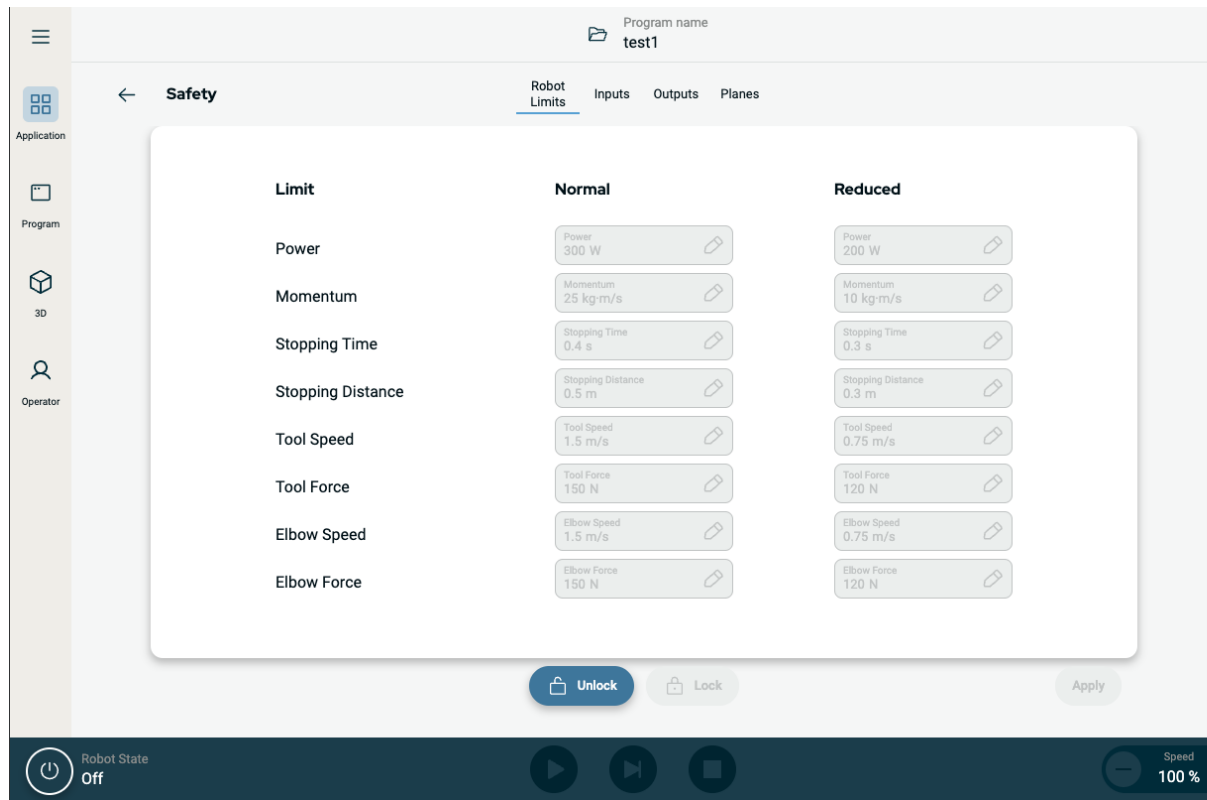 Program name
test1
Application
Program
3D
Operator
Safety
Robot
Limits
Inputs
Outputs
Planes
Limit
Normal
Reduced
Power
Power
300 W
Power
200 W
Momentum
Momentum
25 kg·m/s
Momentum
10 kg·m/s
Stopping Time
Stopping Time
0.4 s
Stopping Time
0.3 s
Stopping Distance
Stopping Distance
0.5 m
Stopping Distance
0.3 m
Tool Speed
Tool Speed
1.5 m/s
Tool Speed
0.75 m/s
Tool Force
Tool Force
150 N
Tool Force
120 N
Elbow Speed
Elbow Speed
1.5 m/s
Elbow Speed
0.75 m/s
Elbow Force
Elbow Force
150 N
Elbow Force
120 N
Unlock
Lock
Apply
Robot State
Off
Speed
100 %